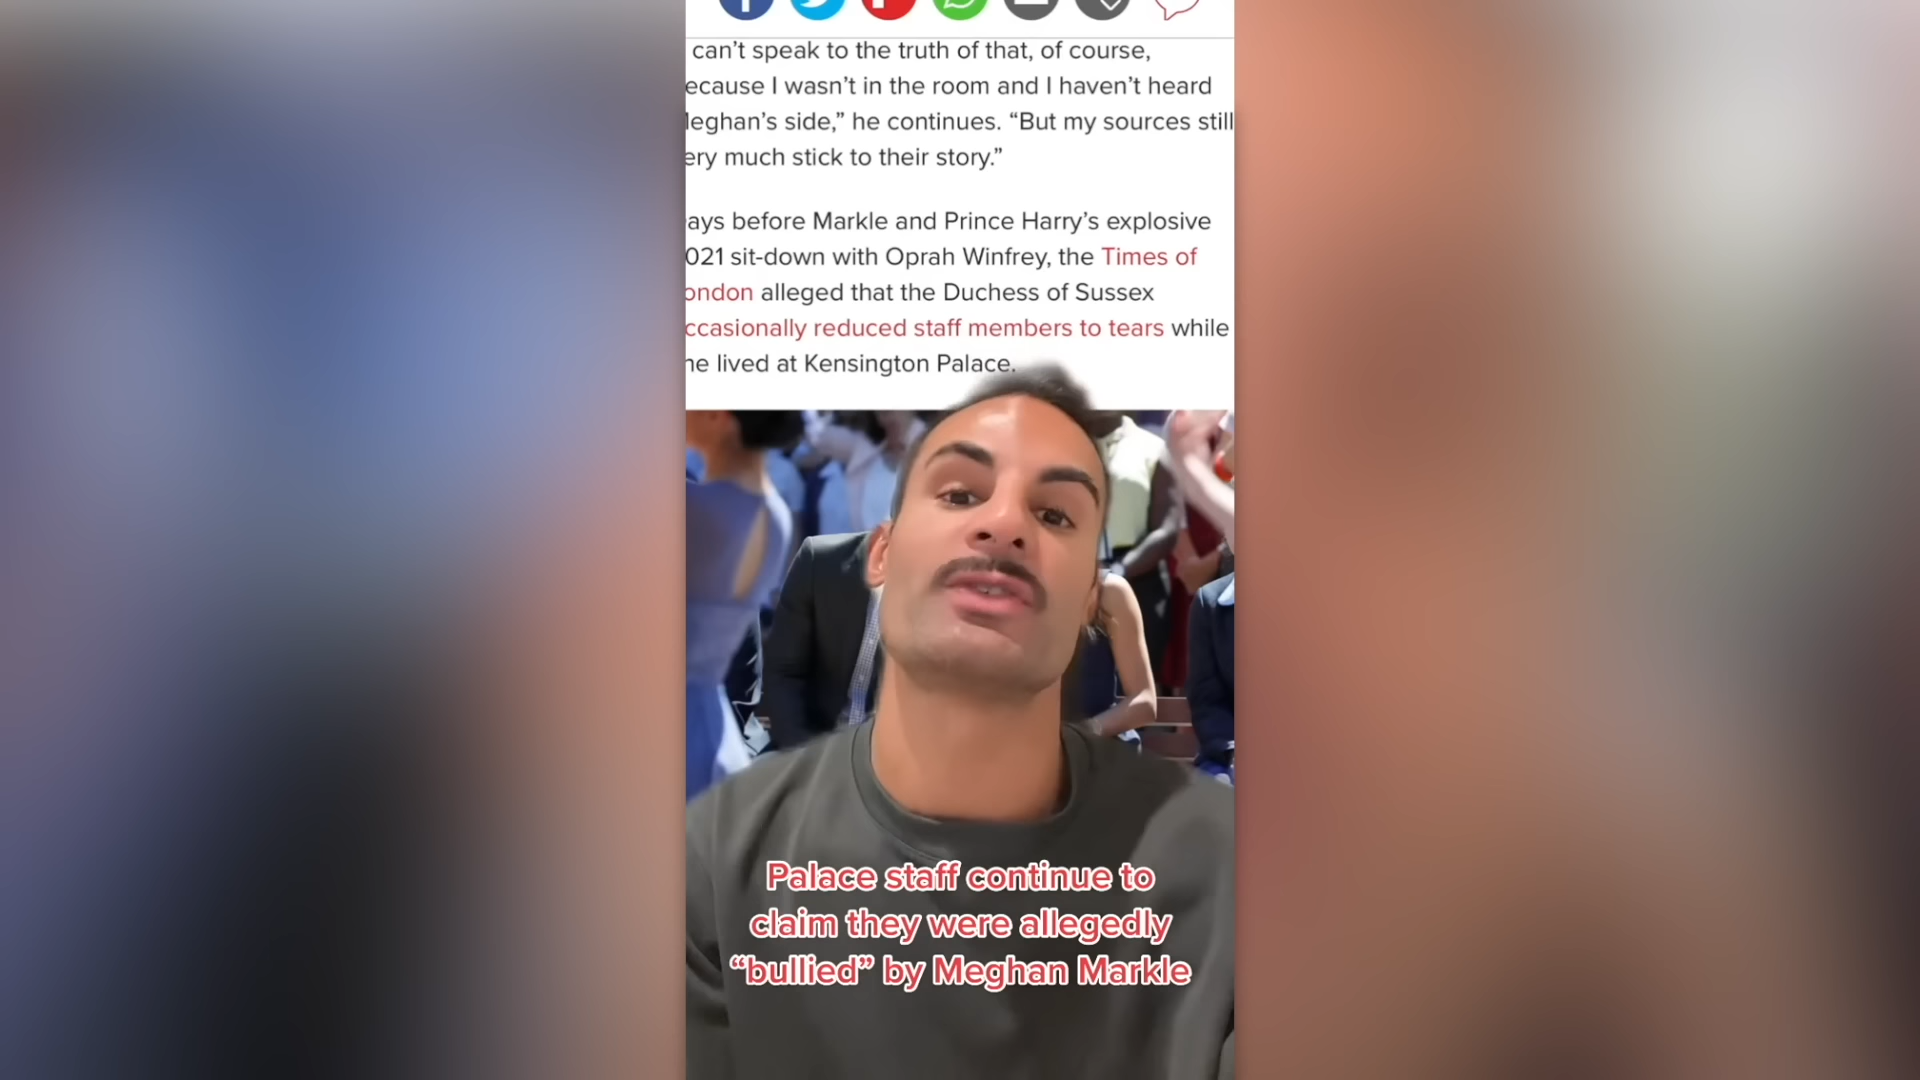 can’t speak to the truth of that, of course,
ecause I wasn’t in the room and I haven’t heard
eghan’s side,” he continues. “But my sources still
ery much stick to their story.”
ays before Markle and Prince Harry’s explosive
021 sit-down with Oprah Winfrey, the Times of
ondon alleged that the Duchess of Sussex
ccasionally reduced staff members to tears while
he lived at Kensington Palace.
Palace staff continue to
claim they were allegedly
“bullied” by Meghan Markle